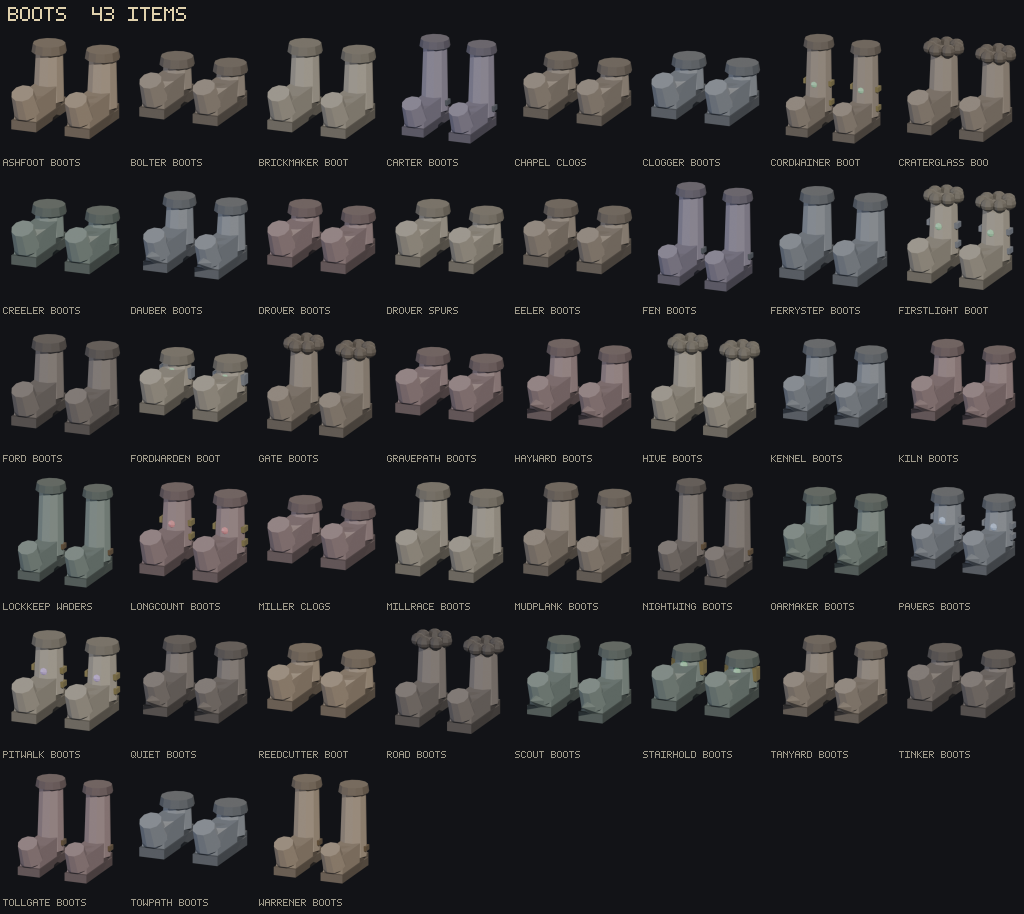 BOOTS 43 ITEMS
ASHFOOT BOOTS BOLTER BOOTS BRICKMAKER BOOT CARTER BOOTS CHAPEL CLOGS CLOGGER BOOTS CORDWAINER BOOT CRATERGLASS BOO
CREELER BOOTS DAUBER BOOTS DROVER BOOTS DROVER SPURS EELER BOOTS FEN BOOTS FERRYSTEP BOOTS FIRSTLIGHT BOOT
FORD BOOTS FORDWARDEN BOOT GATE BOOTS GRAVEPATH BOOTS HAYWARD BOOTS HIVE BOOTS KENNEL BOOTS KILN BOOTS
LOCKKEEP WADERS LONGCOUNT BOOTS MILLER CLOGS MILLRACE BOOTS MUDPLANK BOOTS NIGHTWING BOOTS OARMAKER BOOTS PAVERS BOOTS
PITWALK BOOTS QUIET BOOTS REEDCUTTER BOOT ROAD BOOTS SCOUT BOOTS STAIRHOLD BOOTS TANYARD BOOTS TINKER BOOTS
TOLLGATE BOOTS TOWPATH BOOTS WARRENER BOOTS